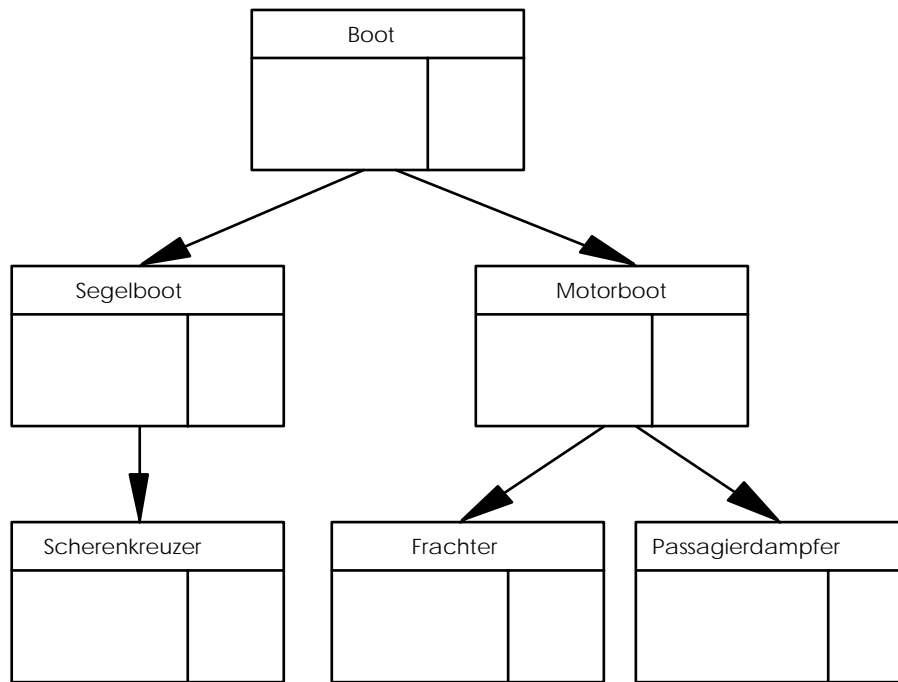 Boot
Segelboot
Motorboot
Scherenkreuzer
Frachter
Passagierdampfer